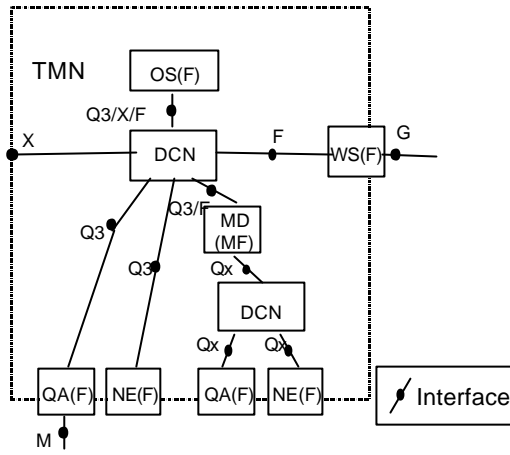 TMN
OS(F)
Q3/X/F
X
F
G
DCN
WS(F)
Q3/F
MD
(MF)
Q3
Q3
Qx
DCN
Qx
Qx
QA(F)
NE(F)
QA(F)
NE(F)
Interface
M